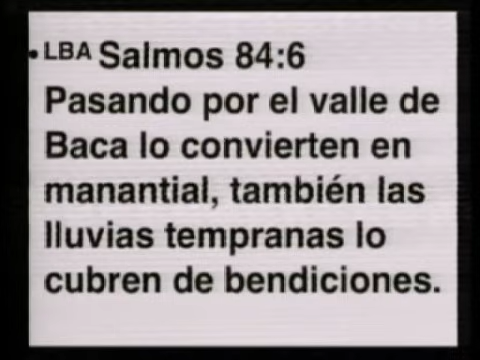 • LBA Salmos 84:6
Pasando por el valle de
Baca lo convierten en
manantial, también las
lluvias tempranas lo
cubren de bendiciones.